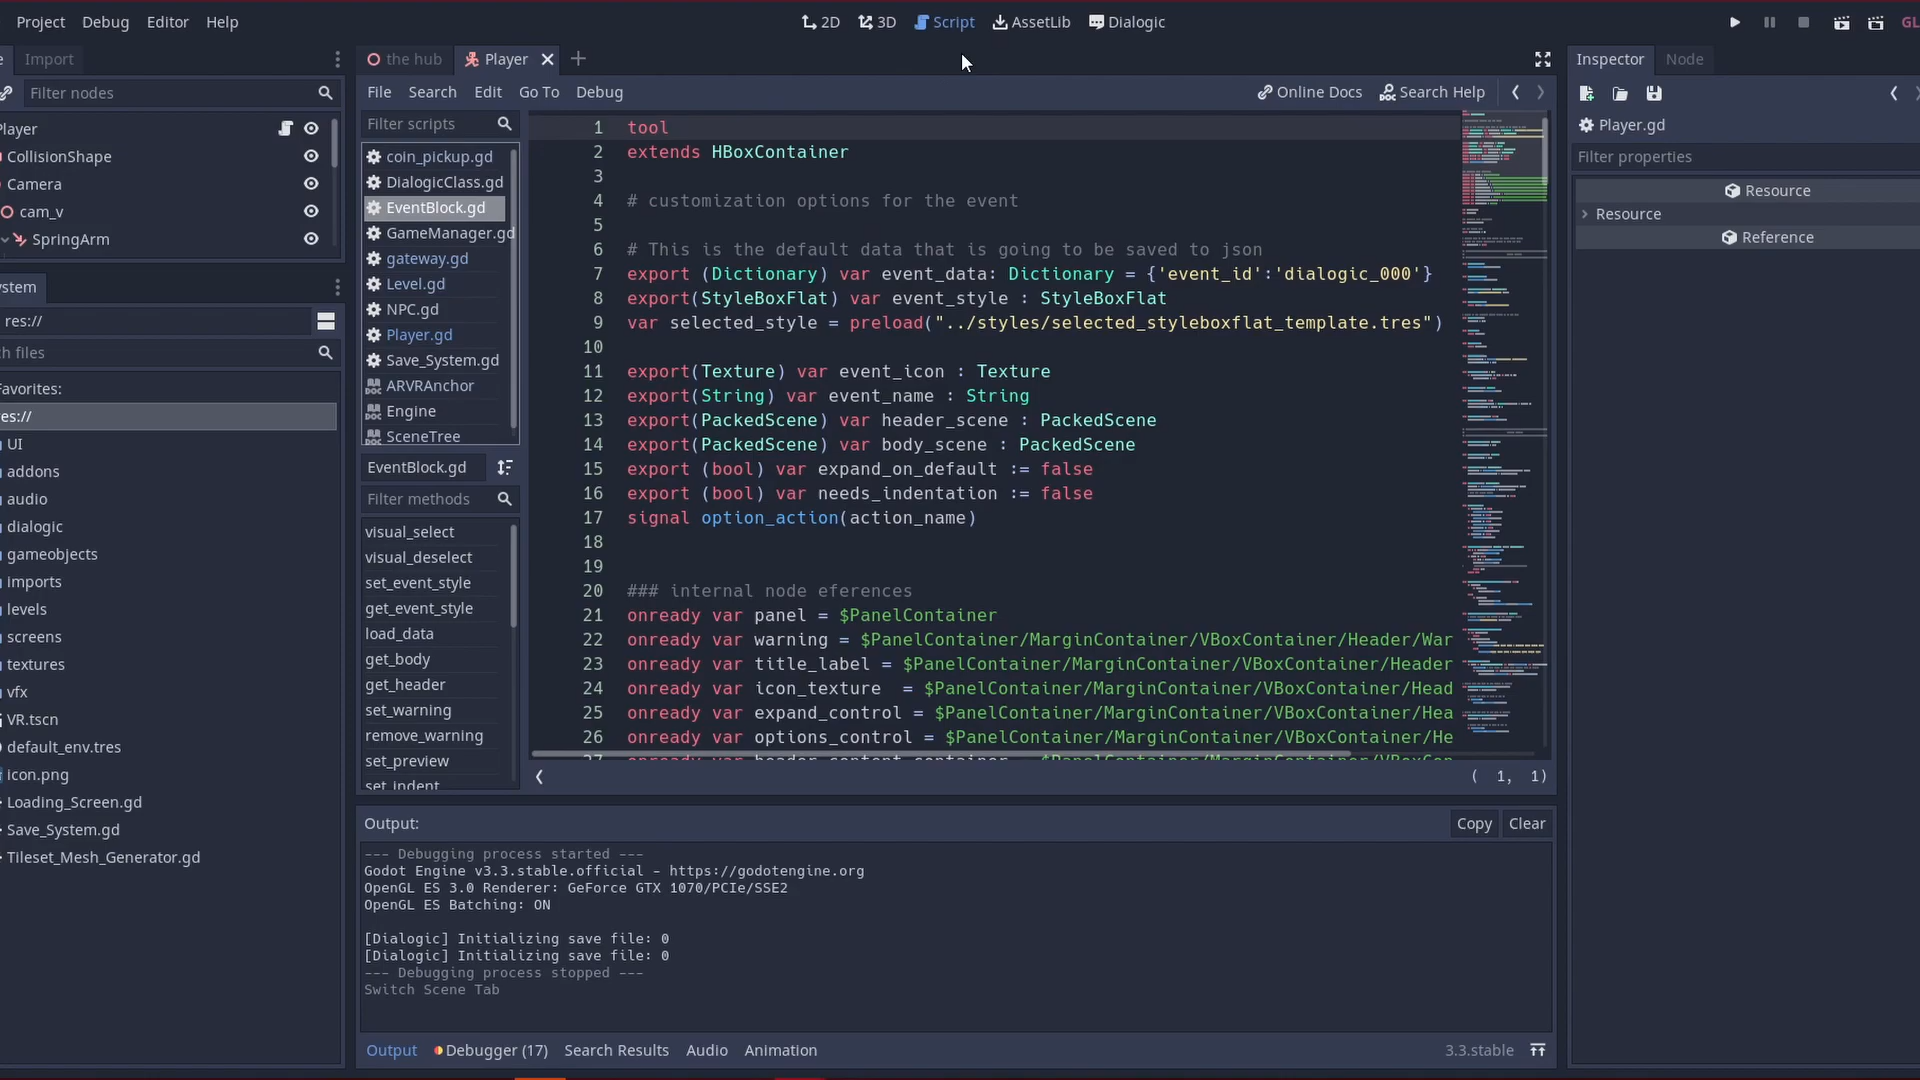 Project Debug Editor Help
2D 3D Script AssetLib Dialogic
GL
Import
the hub Player
Inspector Node
Filter nodes
File Search Edit Go To Debug
Online Docs Search Help
Player.gd
Filter properties
Resource
Resource
Reference
Player
CollisionShape
Camera
cam_v
SpringArm
res://
Favorites:
UI
addons
audio
dialogic
gameobjects
imports
levels
screens
textures
vfx
VR.tscn
default_env.tres
icon.png
Loading_Screen.gd
Save_System.gd
Tileset_Mesh_Generator.gd
Filter scripts
coin_pickup.gd
DialogicClass.gd
EventBlock.gd
GameManager.gd
gateway.gd
Level.gd
NPC.gd
Player.gd
Save_System.gd
ARVRAnchor
Engine
SceneTree
EventBlock.gd
Filter methods
visual_select
visual_deselect
set_event_style
get_event_style
load_data
get_body
get_header
set_warning
remove_warning
set_preview
set_indent
1 tool
2 extends HBoxContainer
3
4 # customization options for the event
5
6 # This is the default data that is going to be saved to json
7 export (Dictionary) var event_data: Dictionary = {'event_id':'dialogic_000'}
8 export(StyleBoxFlat) var event_style : StyleBoxFlat
9 var selected_style = preload("../styles/selected_styleboxflat_template.tres")
10
11 export(Texture) var event_icon : Texture
12 export(String) var event_name : String
13 export(PackedScene) var header_scene : PackedScene
14 export(PackedScene) var body_scene : PackedScene
15 export (bool) var expand_on_default := false
16 export (bool) var needs_indentation := false
17 signal option_action(action_name)
18
19
20 ### internal node eferences
21 onready var panel = $PanelContainer
22 onready var warning = $PanelContainer/MarginContainer/VBoxContainer/Header/War
23 onready var title_label = $PanelContainer/MarginContainer/VBoxContainer/Header
24 onready var icon_texture  = $PanelContainer/MarginContainer/VBoxContainer/Head
25 onready var expand_control = $PanelContainer/MarginContainer/VBoxContainer/Hea
26 onready var options_control = $PanelContainer/MarginContainer/VBoxContainer/He
( 1, 1)
Output:
Copy Clear
--- Debugging process started ---
Godot Engine v3.3.stable.official - https://godotengine.org
OpenGL ES 3.0 Renderer: GeForce GTX 1070/PCIe/SSE2
OpenGL ES Batching: ON
[Dialogic] Initializing save file: 0
[Dialogic] Initializing save file: 0
--- Debugging process stopped ---
Switch Scene Tab
Output Debugger (17) Search Results Audio Animation
3.3.stable